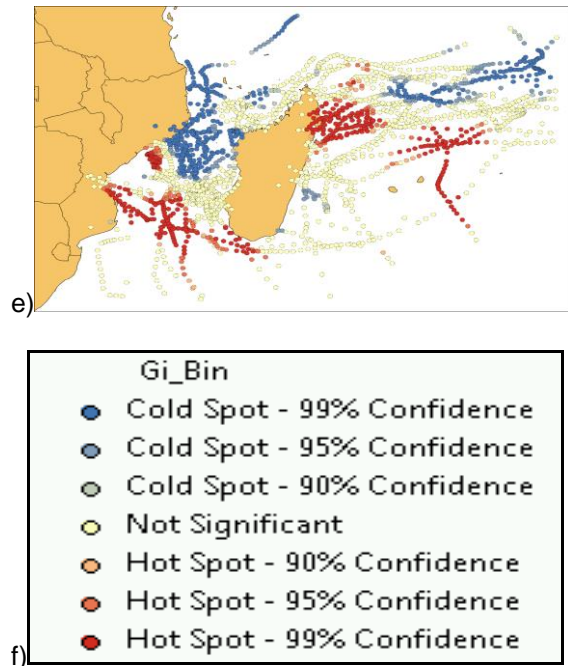 e)
Gi_Bin
Cold Spot - 99% Confidence
Cold Spot - 95% Confidence
Cold Spot - 90% Confidence
Not Significant
Hot Spot - 90% Confidence
Hot Spot - 95% Confidence
Hot Spot - 99% Confidence
f)